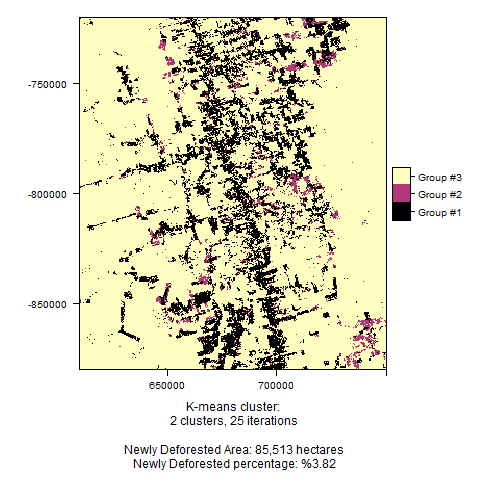 -750000
-800000
-850000
650000
700000
Group #3
Group #2
Group #1
K-means cluster:
2 clusters, 25 iterations
Newly Deforested Area: 85,513 hectares
Newly Deforested percentage: %3.82